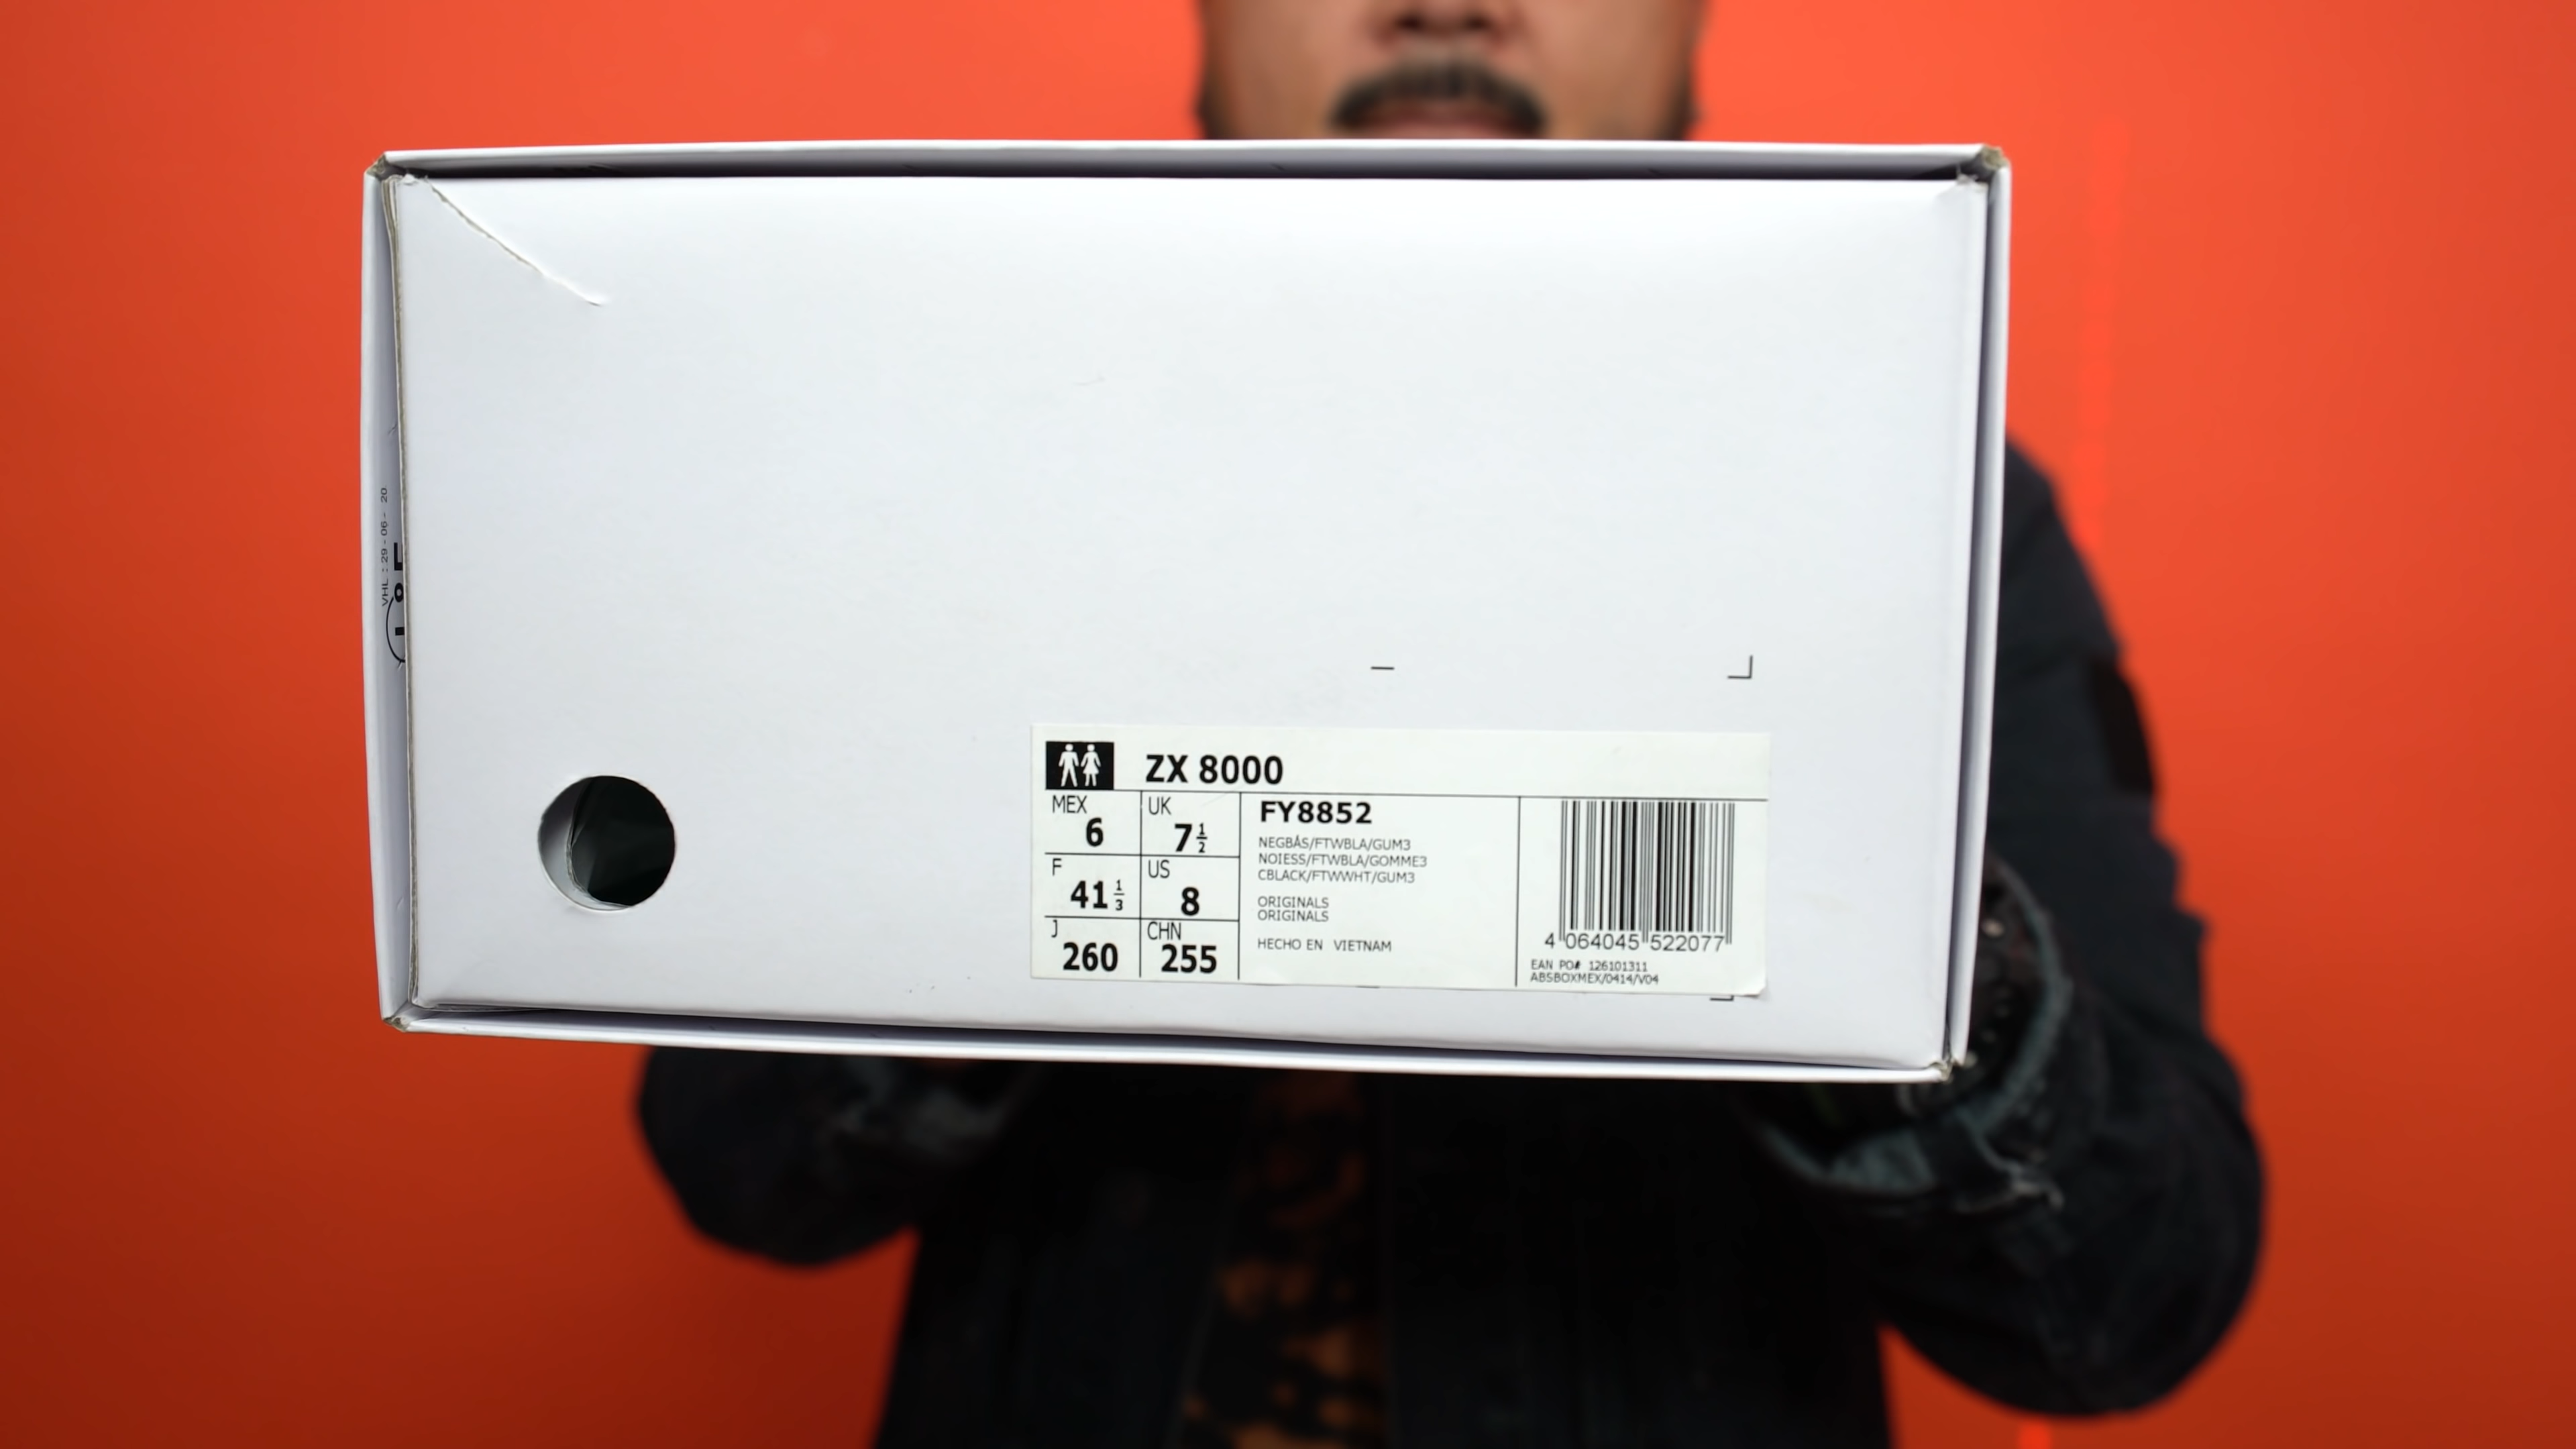 VHL : 29 - 06 - 20
ZX 8000
MEX
6
UK
7 1/2
F
41 1/3
US
8
J
260
CHN
255
FY8852
NEGBÁS/FTWBLA/GUM3
NOIESS/FTWBLA/GOMME3
CBLACK/FTWWHT/GUM3
ORIGINALS
ORIGINALS
HECHO EN VIETNAM
4 064045 522077
EAN PO# 126101311
ABSBOXMEX/0414/V04